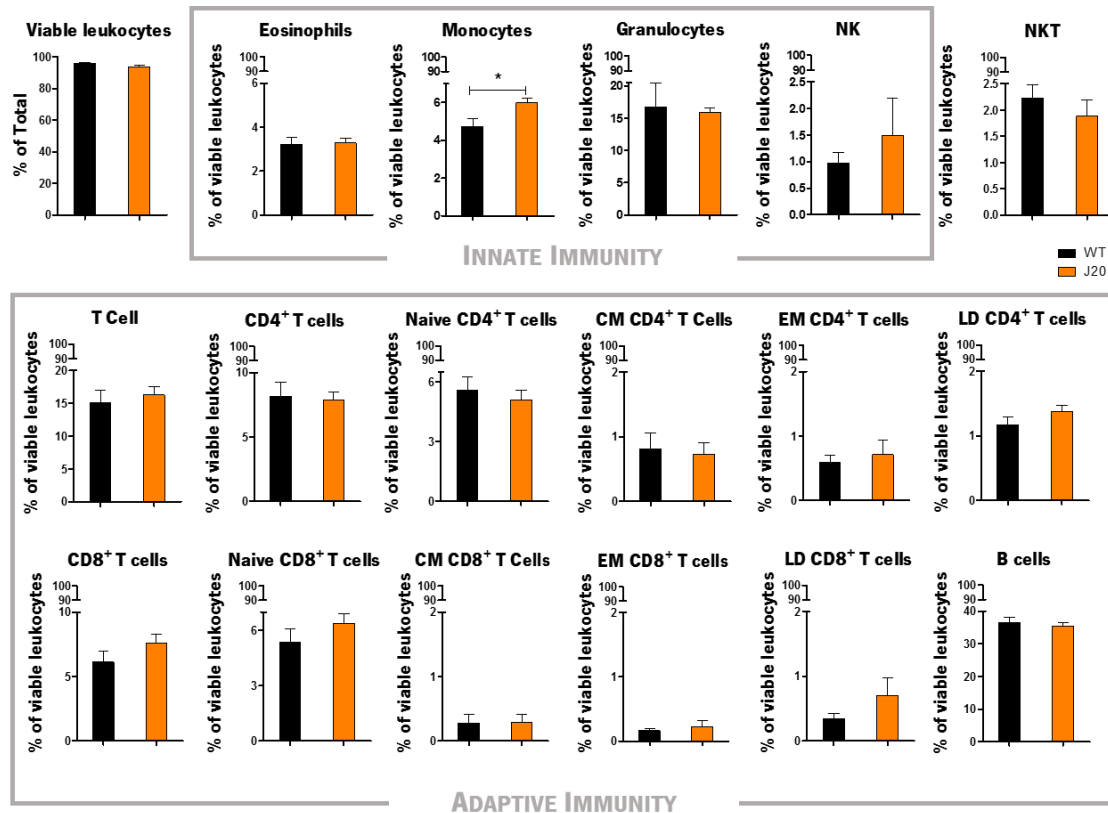 Viable leukocytes
% of Total
100
80
60
40
20
0
Eosinophils
% of viable leukocytes
100
90
6
4
2
0
Monocytes
% of viable leukocytes
100
90
6
4
2
0
*
Granulocytes
% of viable leukocytes
100
90
20
15
10
5
0
NK
% of viable leukocytes
100
90
2.5
2.0
1.5
1.0
0.5
0.0
NKT
% of viable leukocytes
100
90
2.5
2.0
1.5
1.0
0.5
0.0
INNATE IMMUNITY
WT
J20
T Cell
% of viable leukocytes
100
90
20
15
10
5
0
CD4+ T cells
% of viable leukocytes
100
90
10
5
0
Naive CD4+ T cells
% of viable leukocytes
100
90
6
3
0
CM CD4+ T Cells
% of viable leukocytes
100
90
2
1
0
EM CD4+ T cells
% of viable leukocytes
100
90
2
1
0
LD CD4+ T cells
% of viable leukocytes
100
90
2
1
0
CD8+ T cells
% of viable leukocytes
100
90
10
5
0
Naive CD8+ T cells
% of viable leukocytes
100
90
6
3
0
CM CD8+ T Cells
% of viable leukocytes
100
90
2
1
0
EM CD8+ T cells
% of viable leukocytes
100
90
2
1
0
LD CD8+ T cells
% of viable leukocytes
100
90
2
1
0
B cells
% of viable leukocytes
100
90
40
30
20
10
0
ADAPTIVE IMMUNITY